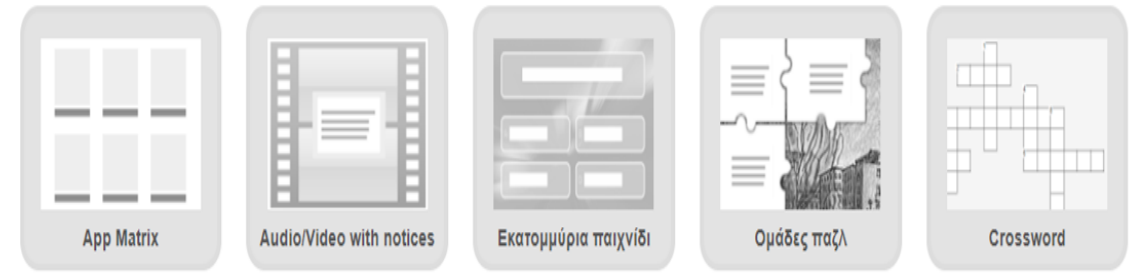 App Matrix
Audio/Video with notices
Εκατομμύρια παιχνίδι
Ομάδες παζλ
Crossword